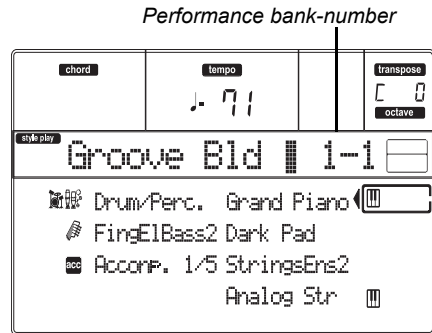 Performance bank-number
chord tempo transpose
♩- 71 C 0
octave
style play
Groove Bld 1-1
Drum/Perc. Grand Piano
FingElBass2 Dark Pad
acc Accomp. 1/5 StringsEns2
Analog Str